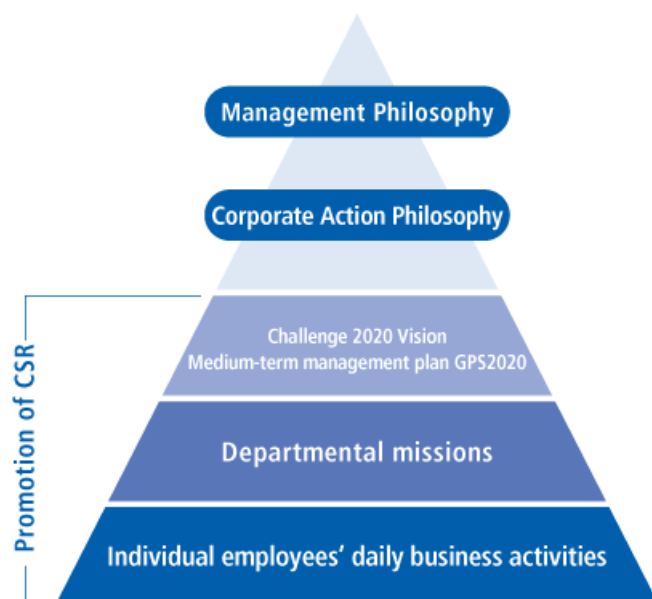 Management Philosophy
Corporate Action Philosophy
Challenge 2020 Vision
Medium-term management plan GPS2020
Departmental missions
Individual employees’ daily business activities
Promotion of CSR